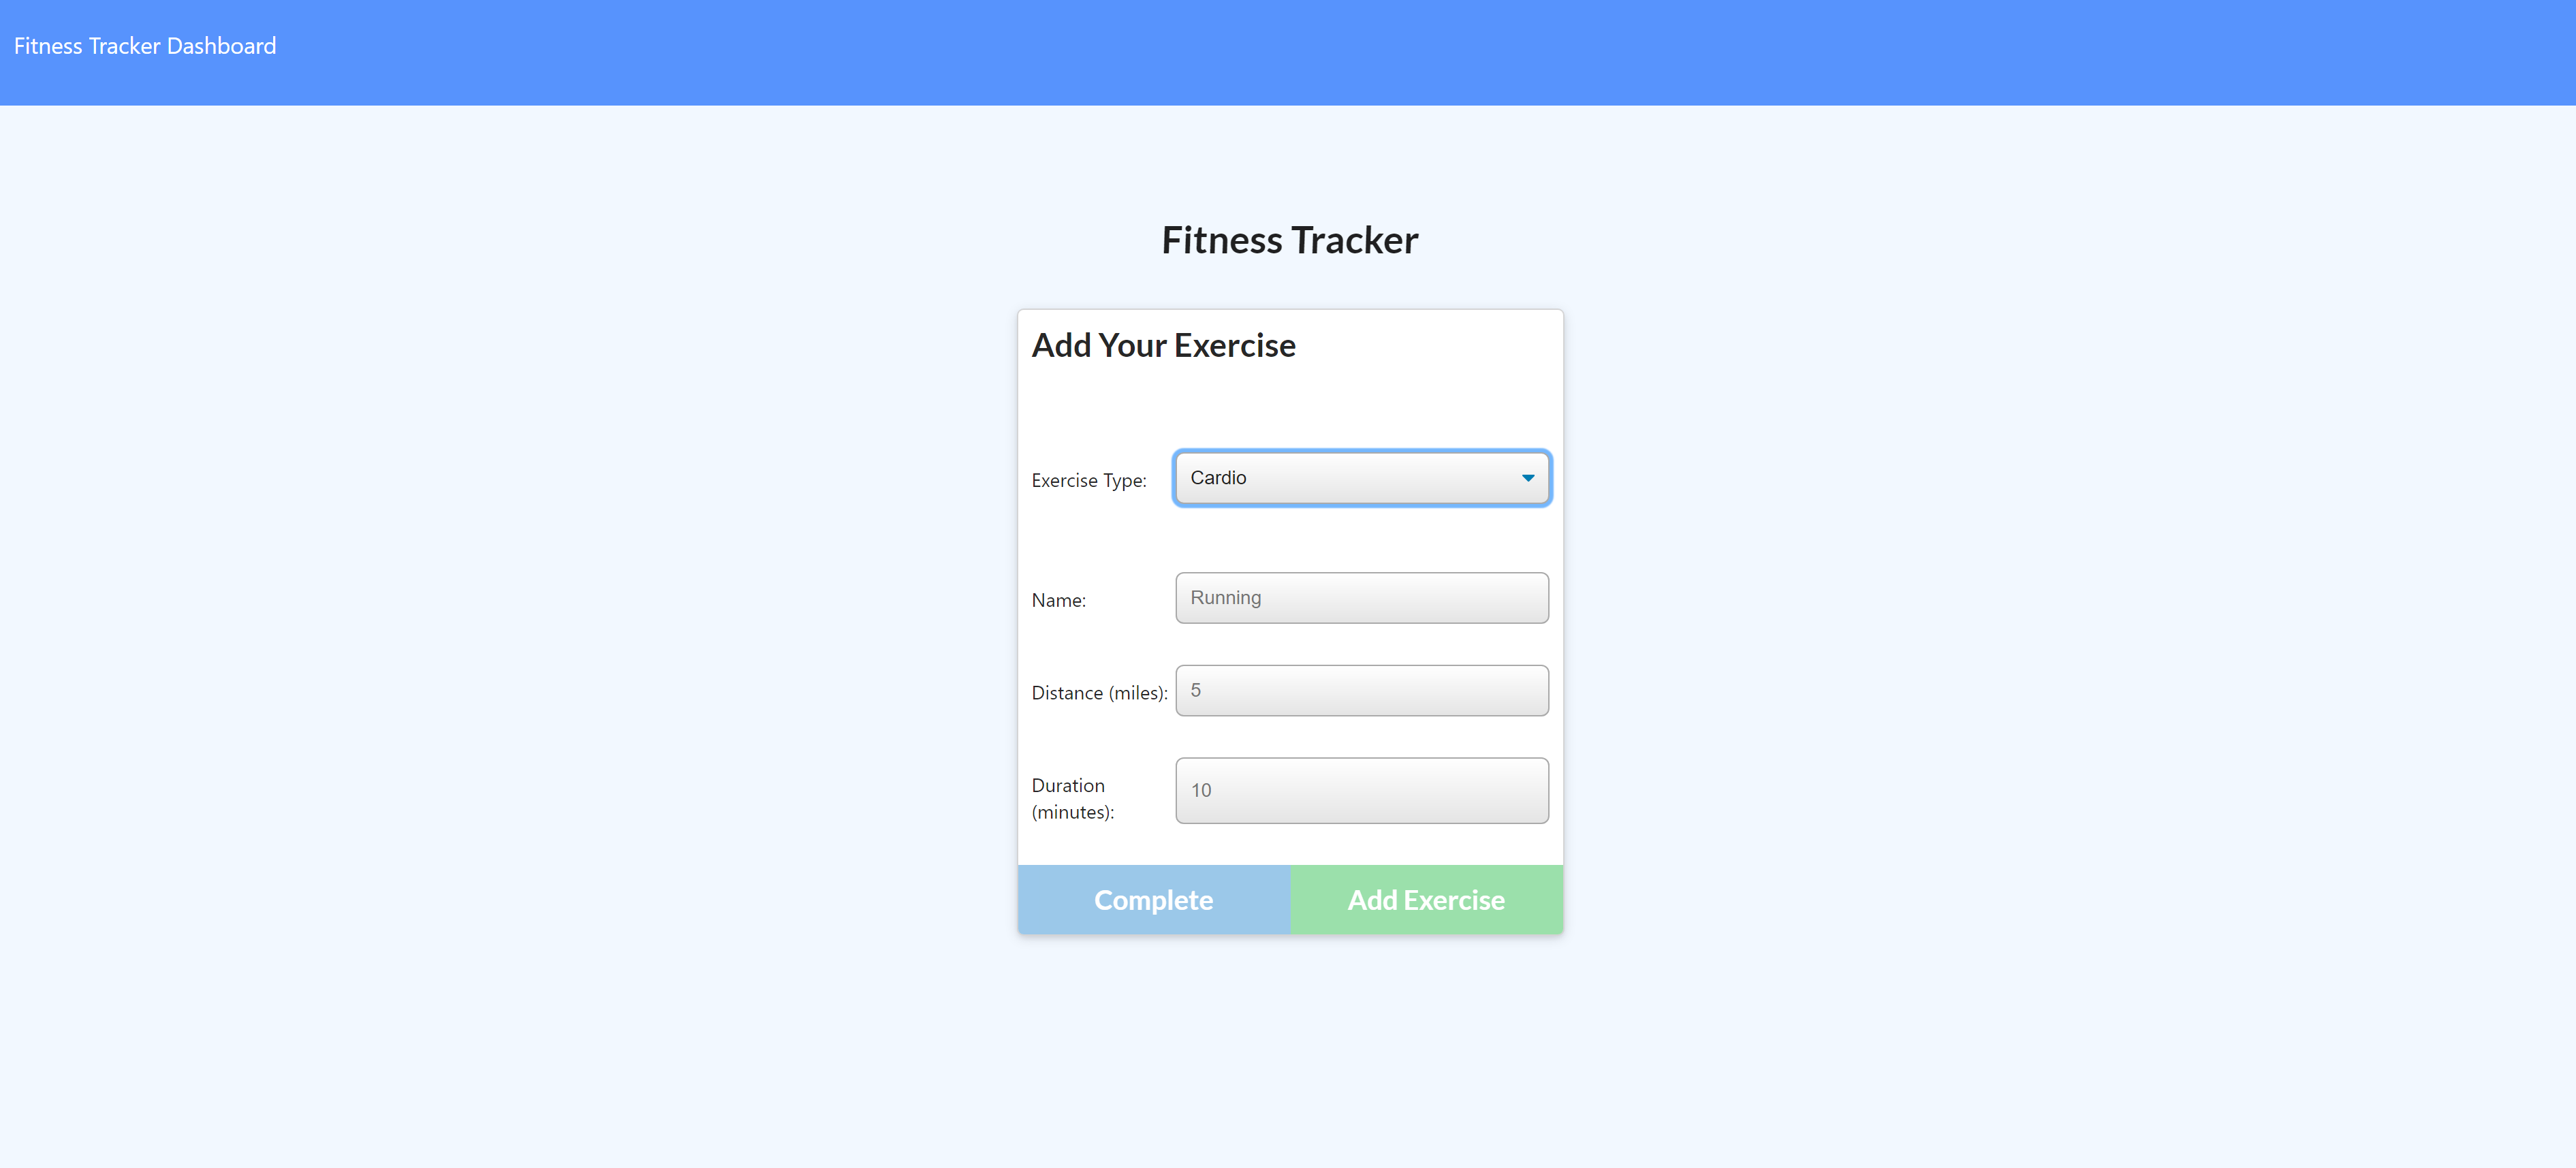 Fitness Tracker Dashboard
Fitness Tracker
Add Your Exercise
Exercise Type: Cardio
Name: Running
Distance (miles): 5
Duration
(minutes): 10
Complete Add Exercise